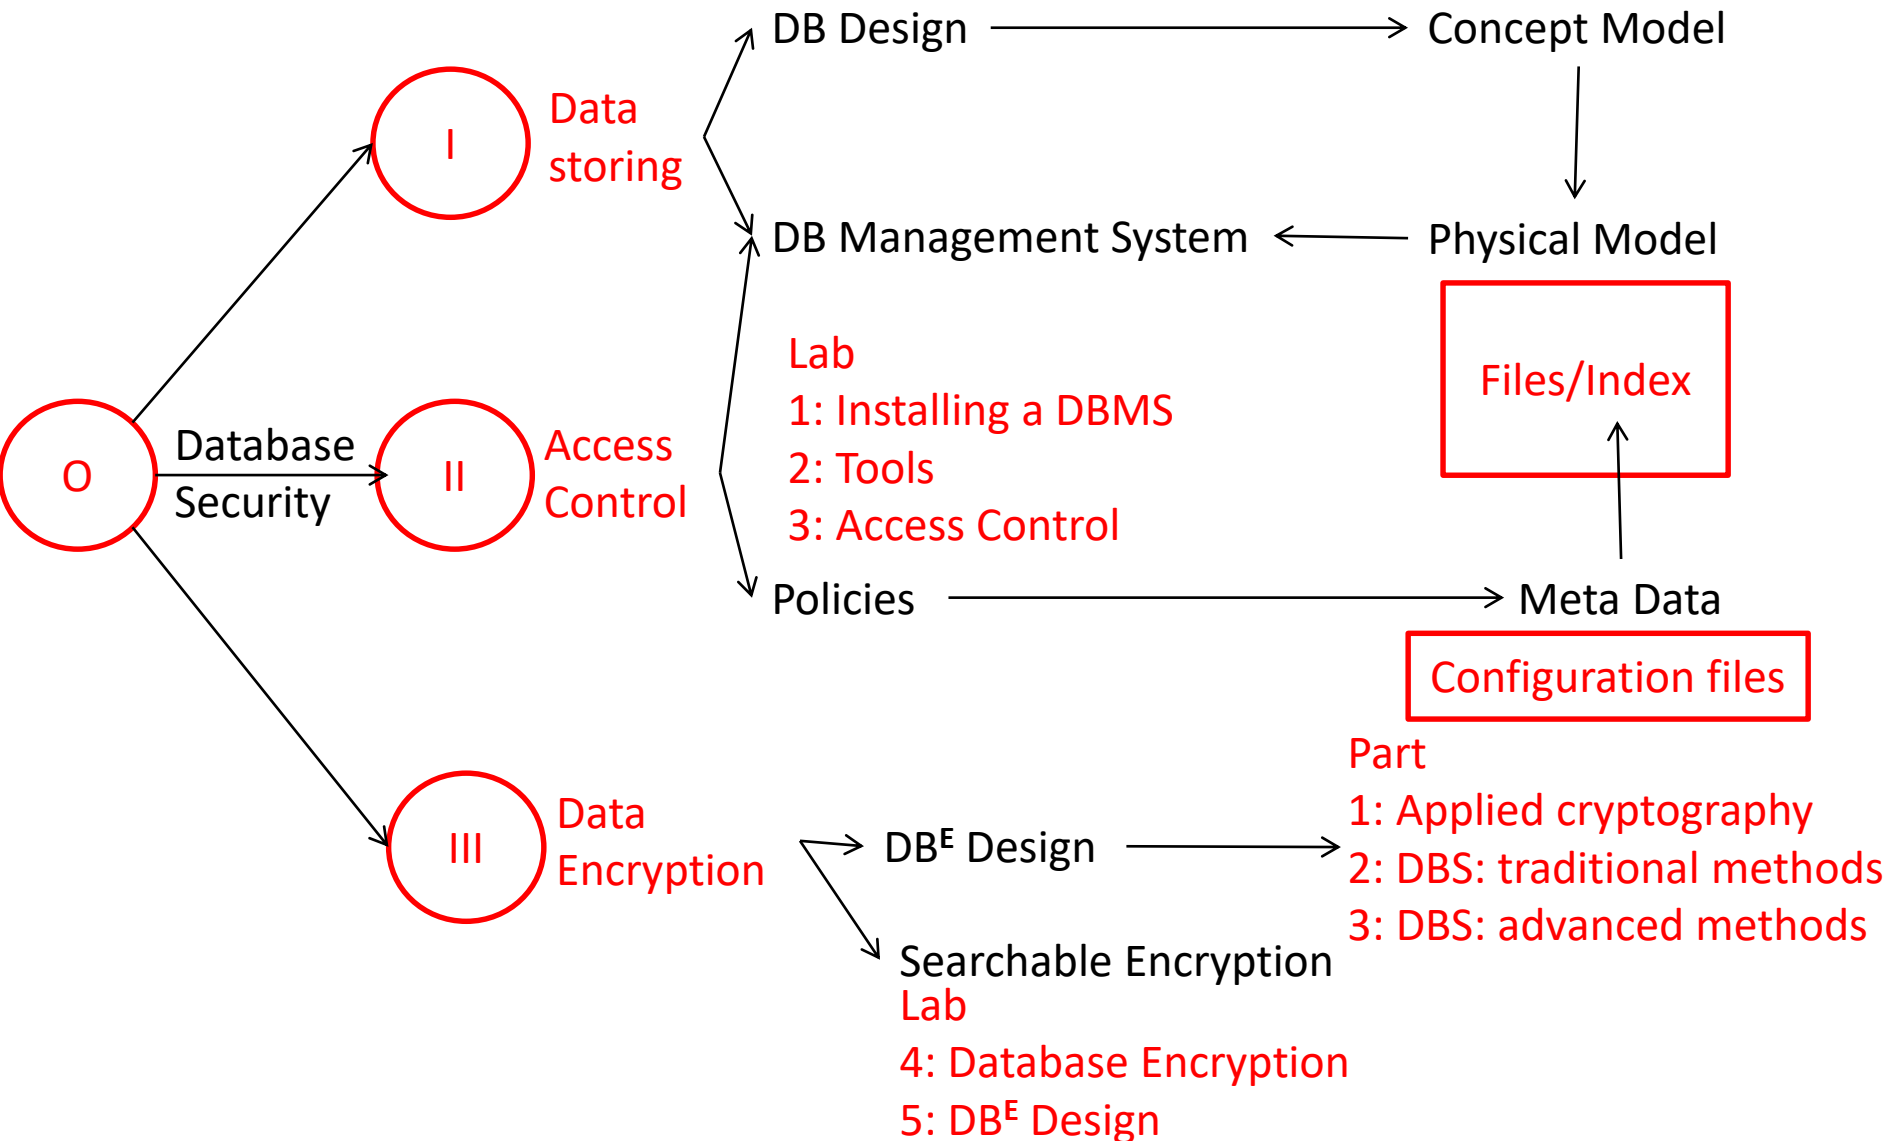 DB Design
Concept Model
I
Data
storing
DB Management System
Physical Model
Files/Index
Lab
1: Installing a DBMS
2: Tools
3: Access Control
O
Database
Security
II
Access
Control
Policies
Meta Data
Configuration files
III
Data
Encryption
DBᴱ Design
Part
1: Applied cryptography
2: DBS: traditional methods
3: DBS: advanced methods
Searchable Encryption
Lab
4: Database Encryption
5: DBᴱ Design